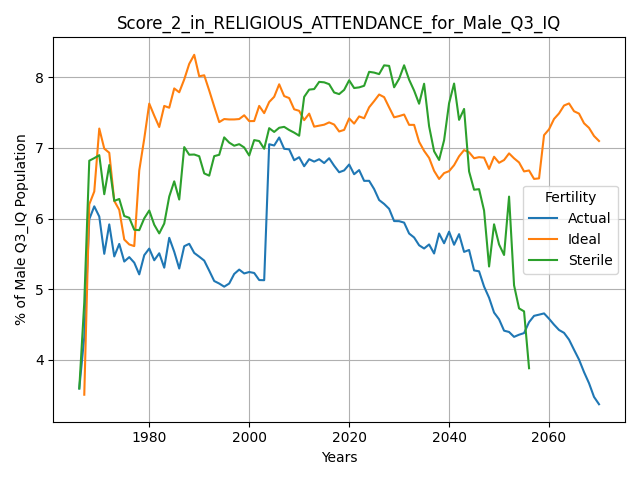 Score_2_in_RELIGIOUS_ATTENDANCE_for_Male_Q3_IQ
% of Male Q3_IQ Population
8
7
6
5
4
Fertility
Actual
Ideal
Sterile
1980
2000
2020
2040
2060
Years